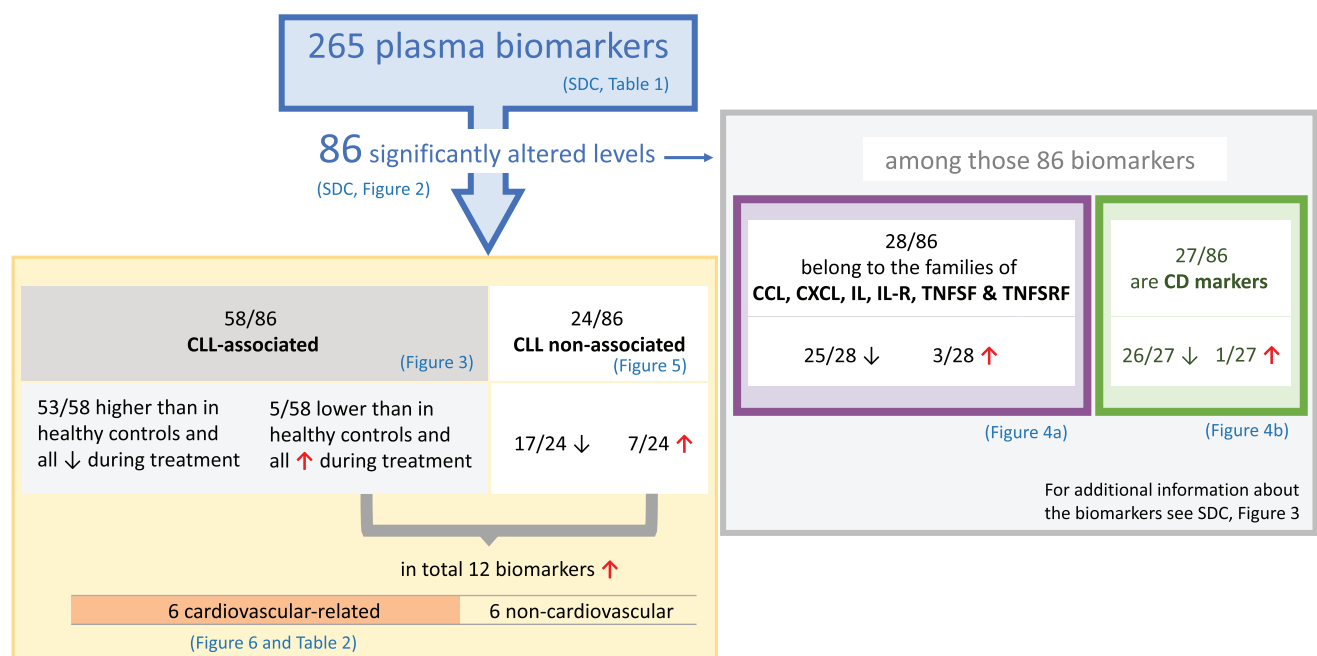 265 plasma biomarkers
(SDC, Table 1)
86 significantly altered levels
(SDC, Figure 2)
58/86
CLL-associated
(Figure 3)
24/86
CLL non-associated
(Figure 5)
53/58 higher than in
healthy controls and
all ↓ during treatment
5/58 lower than in
healthy controls and
all ↑ during treatment
17/24 ↓ 7/24 ↑
in total 12 biomarkers ↑
6 cardiovascular-related
6 non-cardiovascular
(Figure 6 and Table 2)
among those 86 biomarkers
28/86
belong to the families of
CCL, CXCL, IL, IL-R, TNFSF & TNFSRF
25/28 ↓ 3/28 ↑
(Figure 4a)
27/86
are CD markers
26/27 ↓ 1/27 ↑
(Figure 4b)
For additional information about
the biomarkers see SDC, Figure 3